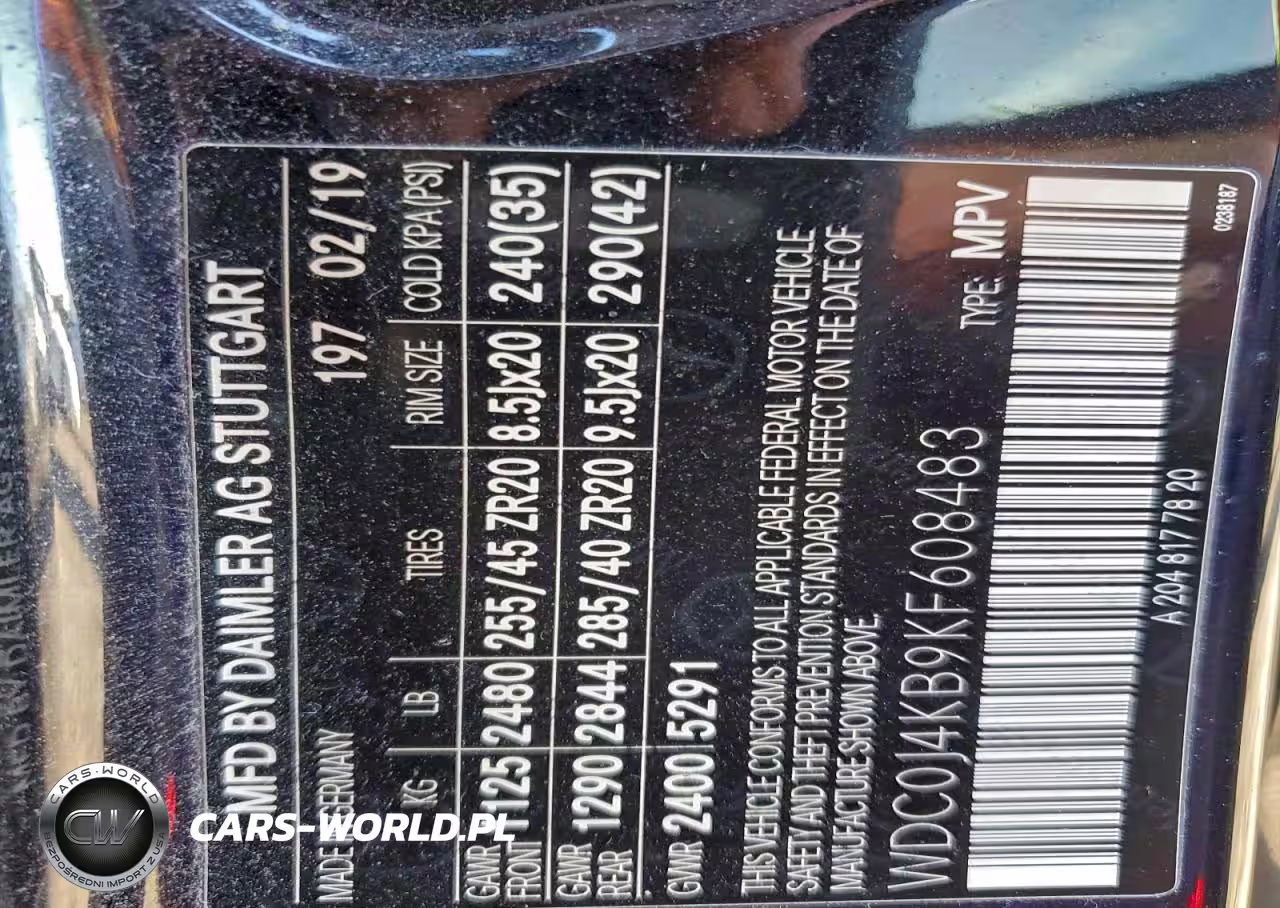 MFD BY DAIMLER AG STUTTGART
MADE IN GERMANY 197 02/19
KG LB TIRES RIM SIZE COLD KPA (PSI)
GAWR FRONT 1125 2480 255/45 ZR20 8.5Jx20 240(35)
GAWR REAR 1290 2844 285/40 ZR20 9.5Jx20 290(42)
GVWR 2400 5291
THIS VEHICLE CONFORMS TO ALL APPLICABLE FEDERAL MOTOR VEHICLE
SAFETY AND THEFT PREVENTION STANDARDS IN EFFECT ON THE DATE OF
MANUFACTURE SHOWN ABOVE.
WDC0J4KB9KF608483 TYPE: MPV
A 204 817 78 20
0238187
CARS-WORLD
CW
BEZPOŚREDNI IMPORT Z USA
CARS-WORLD.PL